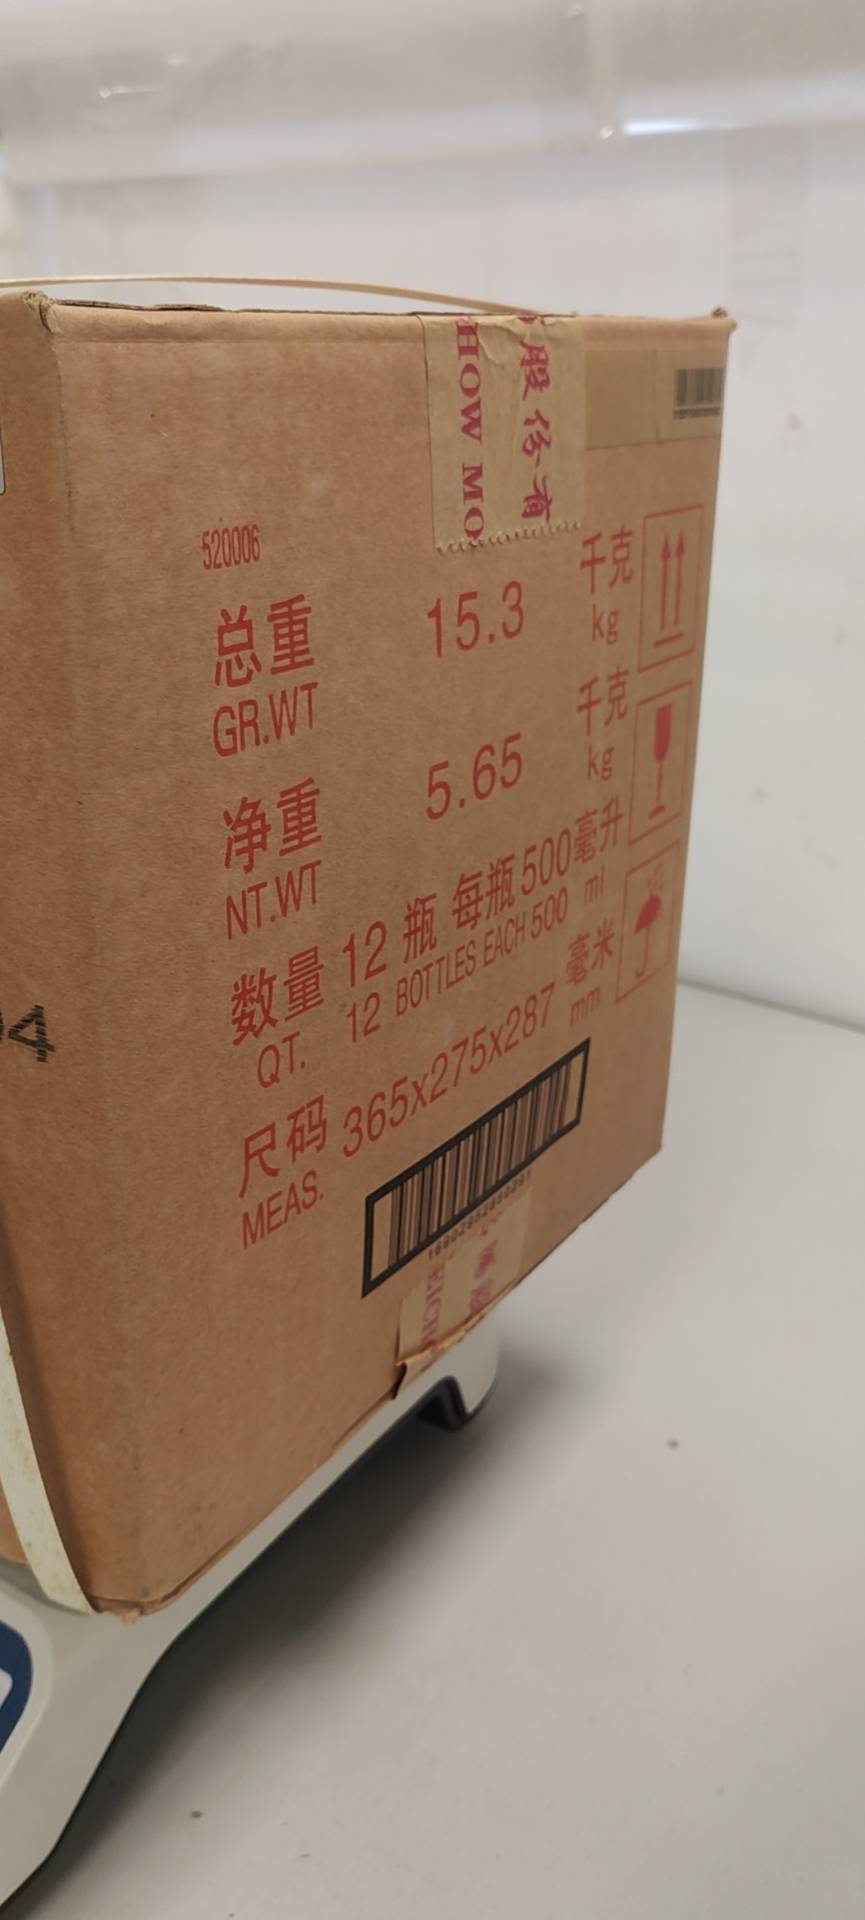 股份有
HOW MO
520006
总重 15.3 千克
GR.WT kg
净重 5.65 千克
NT.WT kg
数量 12 瓶 每瓶 500 毫升
QT. 12 BOTTLES EACH 500 ml
尺码 365x275x287 毫米
MEAS. mm
4